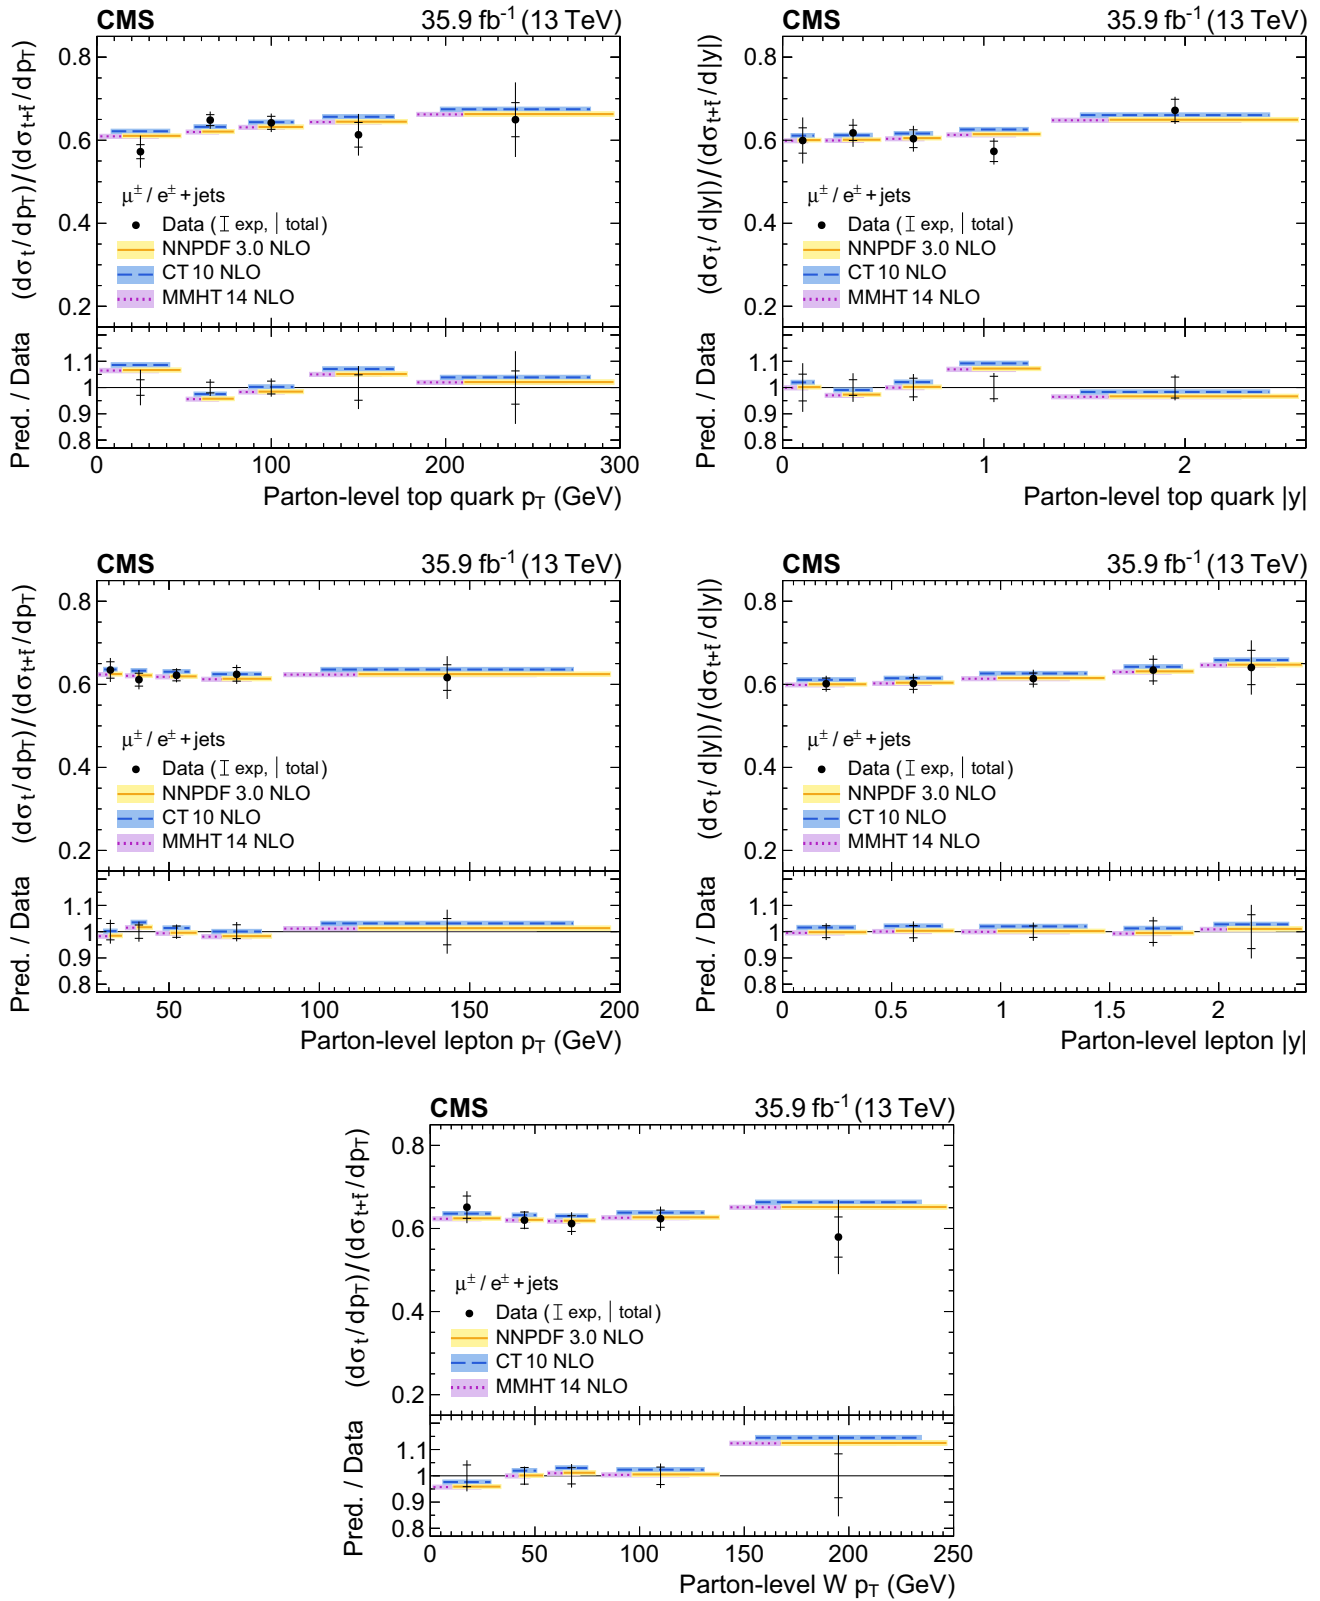 CMS 35.9 fb⁻¹ (13 TeV)
(dσₜ/dp_T)/(dσₜ₊t̄/dp_T)
0.8
0.6
0.4
0.2
μ± / e± + jets
Data ( exp, | total)
NNPDF 3.0 NLO
CT 10 NLO
MMHT 14 NLO
Pred. / Data
1.1
1
0.9
0.8
0 100 200 300
Parton-level top quark p_T (GeV)
CMS 35.9 fb⁻¹ (13 TeV)
(dσₜ/d|y|)/(dσₜ₊t̄/d|y|)
0.8
0.6
0.4
0.2
μ± / e± + jets
Data ( exp, | total)
NNPDF 3.0 NLO
CT 10 NLO
MMHT 14 NLO
Pred. / Data
1.1
1
0.9
0.8
0 1 2
Parton-level top quark |y|
CMS 35.9 fb⁻¹ (13 TeV)
(dσₜ/dp_T)/(dσₜ₊t̄/dp_T)
0.8
0.6
0.4
0.2
μ± / e± + jets
Data ( exp, | total)
NNPDF 3.0 NLO
CT 10 NLO
MMHT 14 NLO
Pred. / Data
1.1
1
0.9
0.8
50 100 150 200
Parton-level lepton p_T (GeV)
CMS 35.9 fb⁻¹ (13 TeV)
(dσₜ/d|y|)/(dσₜ₊t̄/d|y|)
0.8
0.6
0.4
0.2
μ± / e± + jets
Data ( exp, | total)
NNPDF 3.0 NLO
CT 10 NLO
MMHT 14 NLO
Pred. / Data
1.1
1
0.9
0.8
0 0.5 1 1.5 2
Parton-level lepton |y|
CMS 35.9 fb⁻¹ (13 TeV)
(dσₜ/dp_T)/(dσₜ₊t̄/dp_T)
0.8
0.6
0.4
0.2
μ± / e± + jets
Data ( exp, | total)
NNPDF 3.0 NLO
CT 10 NLO
MMHT 14 NLO
Pred. / Data
1.1
1
0.9
0.8
0 50 100 150 200 250
Parton-level W p_T (GeV)